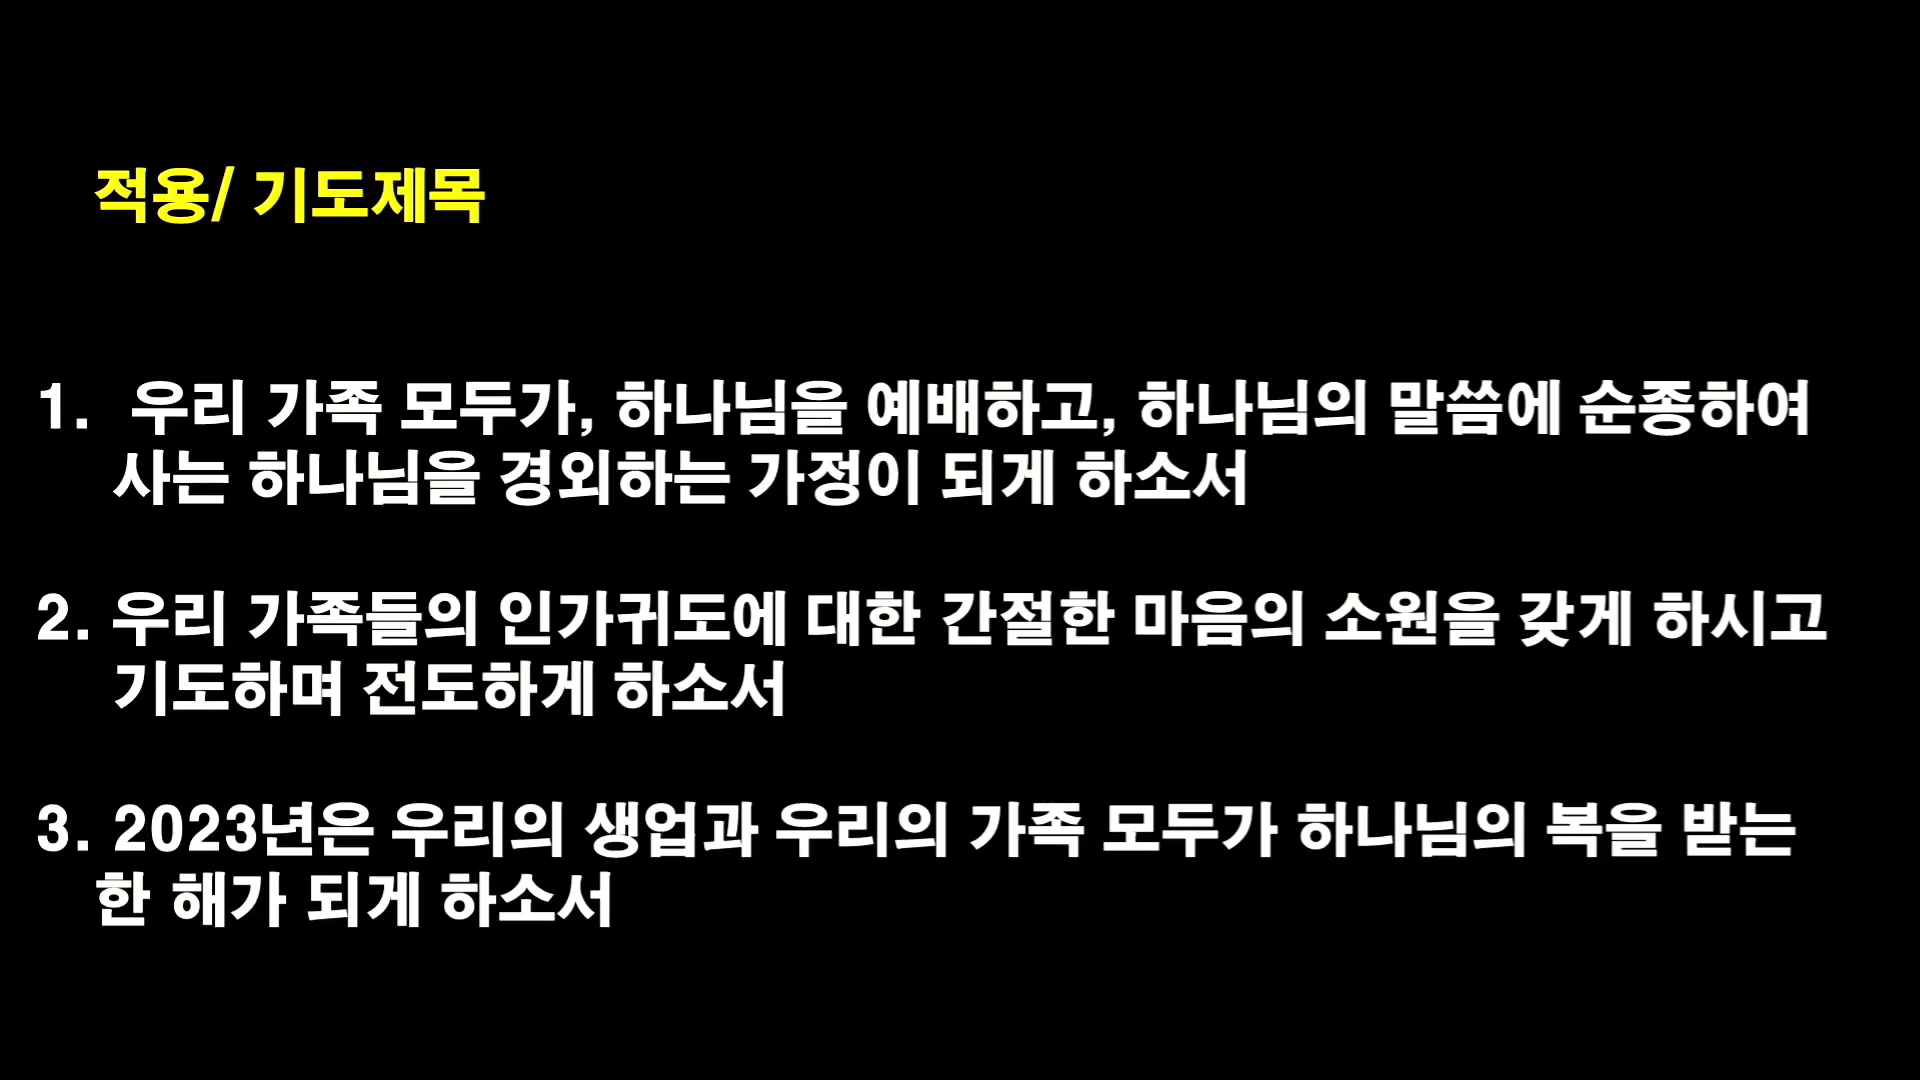 적용/ 기도제목
1. 우리 가족 모두가, 하나님을 예배하고, 하나님의 말씀에 순종하여
사는 하나님을 경외하는 가정이 되게 하소서
2. 우리 가족들의 인가귀도에 대한 간절한 마음의 소원을 갖게 하시고
기도하며 전도하게 하소서
3. 2023년은 우리의 생업과 우리의 가족 모두가 하나님의 복을 받는
한 해가 되게 하소서